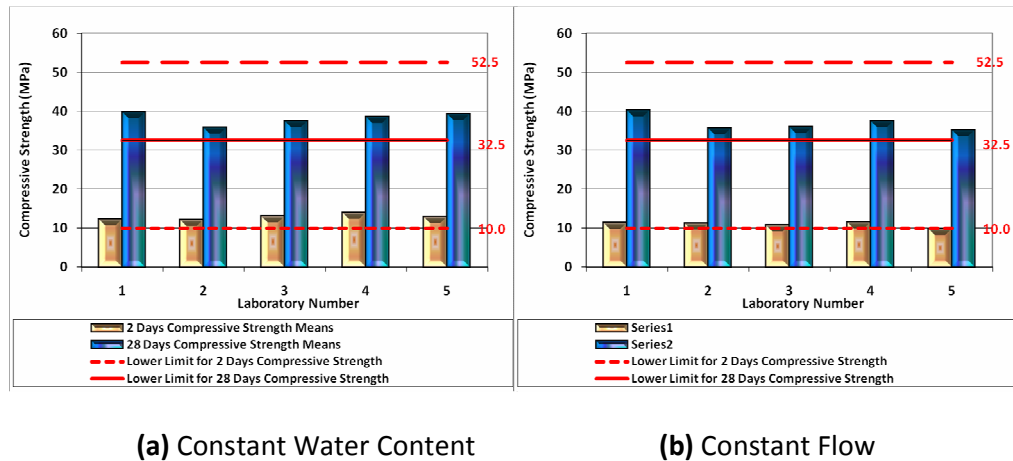 60
50
40
30
20
10
0
Compressive Strength (MPa)
52.5
32.5
10.0
1 2 3 4 5
Laboratory Number
2 Days Compressive Strength Means
28 Days Compressive Strength Means
Lower Limit for 2 Days Compressive Strength
Lower Limit for 28 Days Compressive Strength
60
50
40
30
20
10
0
Compressive Strength (MPa)
52.5
32.5
10.0
1 2 3 4 5
Laboratory Number
Series1
Series2
Lower Limit for 2 Days Compressive Strength
Lower Limit for 28 Days Compressive Strength
(a) Constant Water Content
(b) Constant Flow